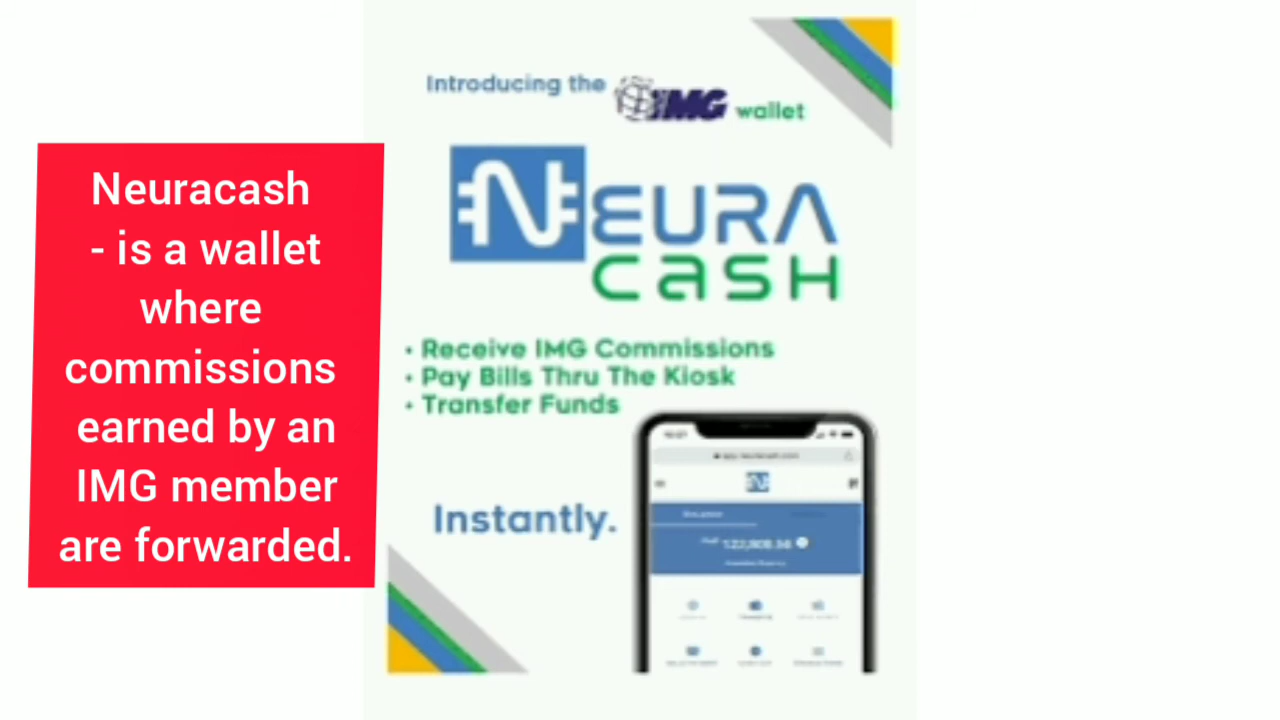 Neuracash
- is a wallet
where
commissions
earned by an
IMG member
are forwarded.
Introducing the IMG wallet
NEURA
CASH
• Receive IMG Commissions
• Pay Bills Thru The Kiosk
• Transfer Funds
Instantly.